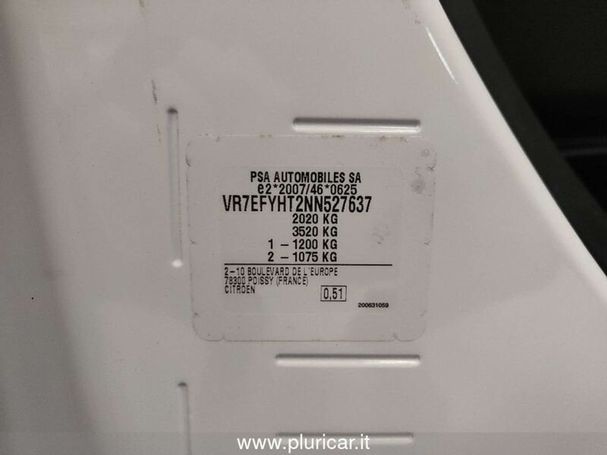 PSA AUTOMOBILES SA
e2*2007/46*0625
VR7EFYHT2NN527637
2020 KG
3520 KG
1 - 1200 KG
2 - 1075 KG
2-10 BOULEVARD DE L'EUROPE
78300 POISSY (FRANCE)
CITROEN
0,51
200631059
www.pluricar.it